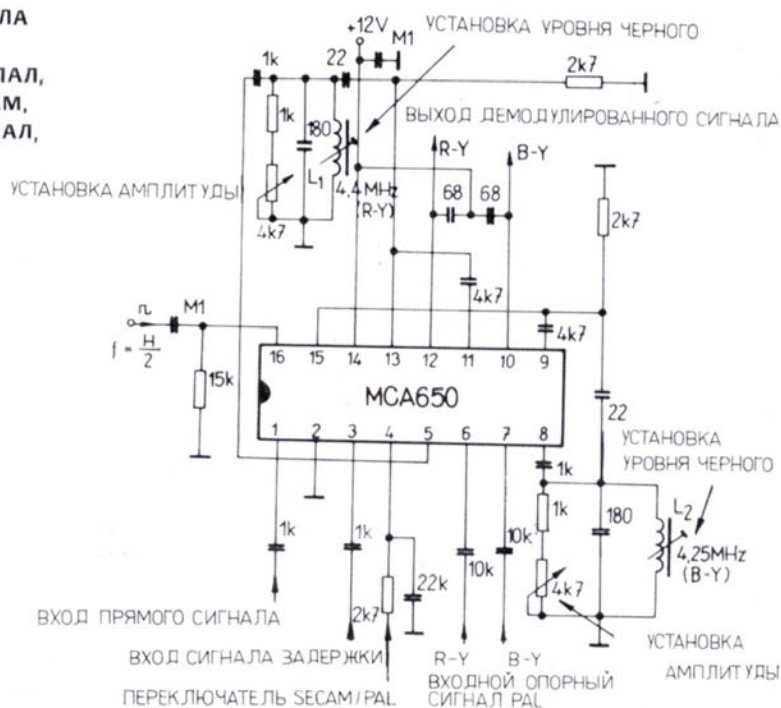 ЛА
ПАЛ,
АМ,
АЛ,
+12V
M1
УСТАНОВКА УРОВНЯ ЧЕРНОГО
1k
22
2k7
1k
180
L1
4,4MHz
(R-Y)
ВЫХОД ДЕМОДУЛИРОВАННОГО СИГНАЛА
R-Y
B-Y
68
68
УСТАНОВКА АМПЛИТУДЫ
4k7
2k7
4k7
4k7
M1
f = H/2
15k
16 15 14 13 12 11 10 9
MCA650
1 2 3 4 5 6 7 8
22
УСТАНОВКА
УРОВНЯ ЧЕРНОГО
1k
1k
180
L2
4,25MHz
(B-Y)
4k7
1k
1k
2k7
22k
10k
10k
ВХОД ПРЯМОГО СИГНАЛА
ВХОД СИГНАЛА ЗАДЕРЖКИ
ПЕРЕКЛЮЧАТЕЛЬ SECAM/PAL
R-Y
B-Y
ВХОДНОЙ ОПОРНЫЙ
СИГНАЛ PAL
УСТАНОВКА
АМПЛИТУДЫ